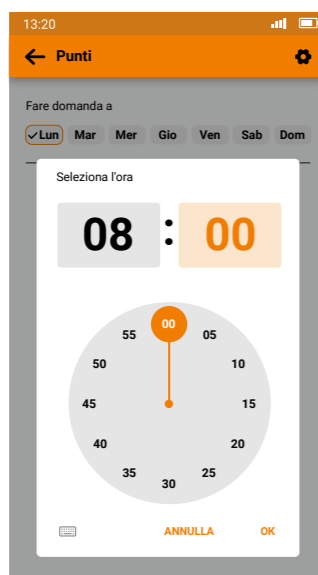 13:20
Punti
Fare domanda a
Lun Mar Mer Gio Ven Sab Dom
Seleziona l'ora
08 : 00
00
55 05
50 10
45 15
40 20
35 25
30
ANNULLA OK